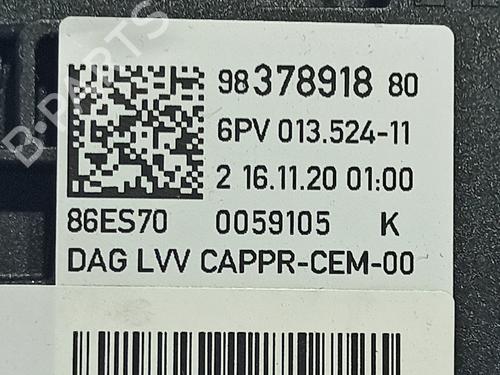 B-PARTS
98 378918 80
6PV 013.524-11
2 16.11.20 01:00
86ES70 0059105 K
DAG LVV CAPPR-CEM-00